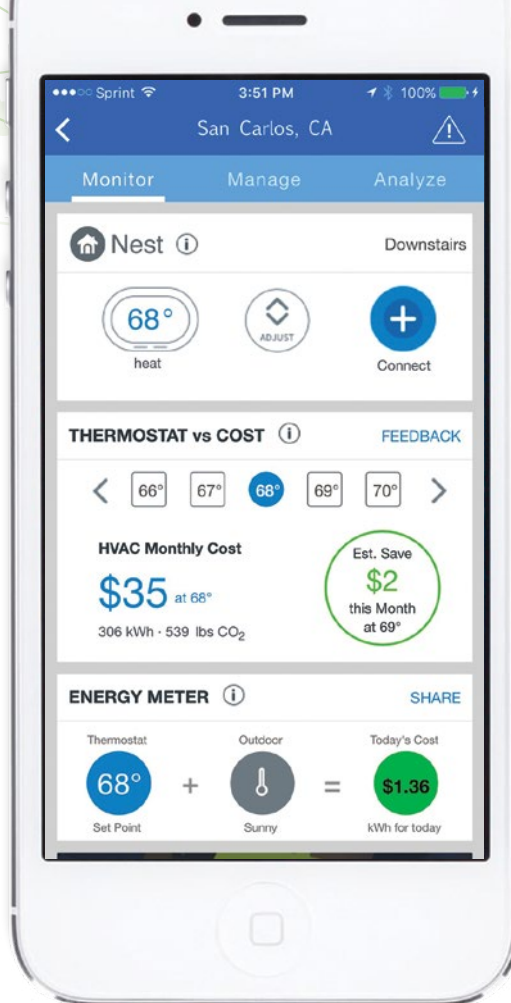 Sprint 3:51 PM 100%
San Carlos, CA
Monitor Manage Analyze
Nest i Downstairs
68° ADJUST +
heat Connect
THERMOSTAT vs COST i FEEDBACK
66° 67° 68° 69° 70°
HVAC Monthly Cost
$35 at 68°
306 kWh · 539 lbs CO₂
Est. Save
$2
this Month
at 69°
ENERGY METER i SHARE
Thermostat Outdoor Today's Cost
68° + = $1.36
Set Point Sunny kWh for today